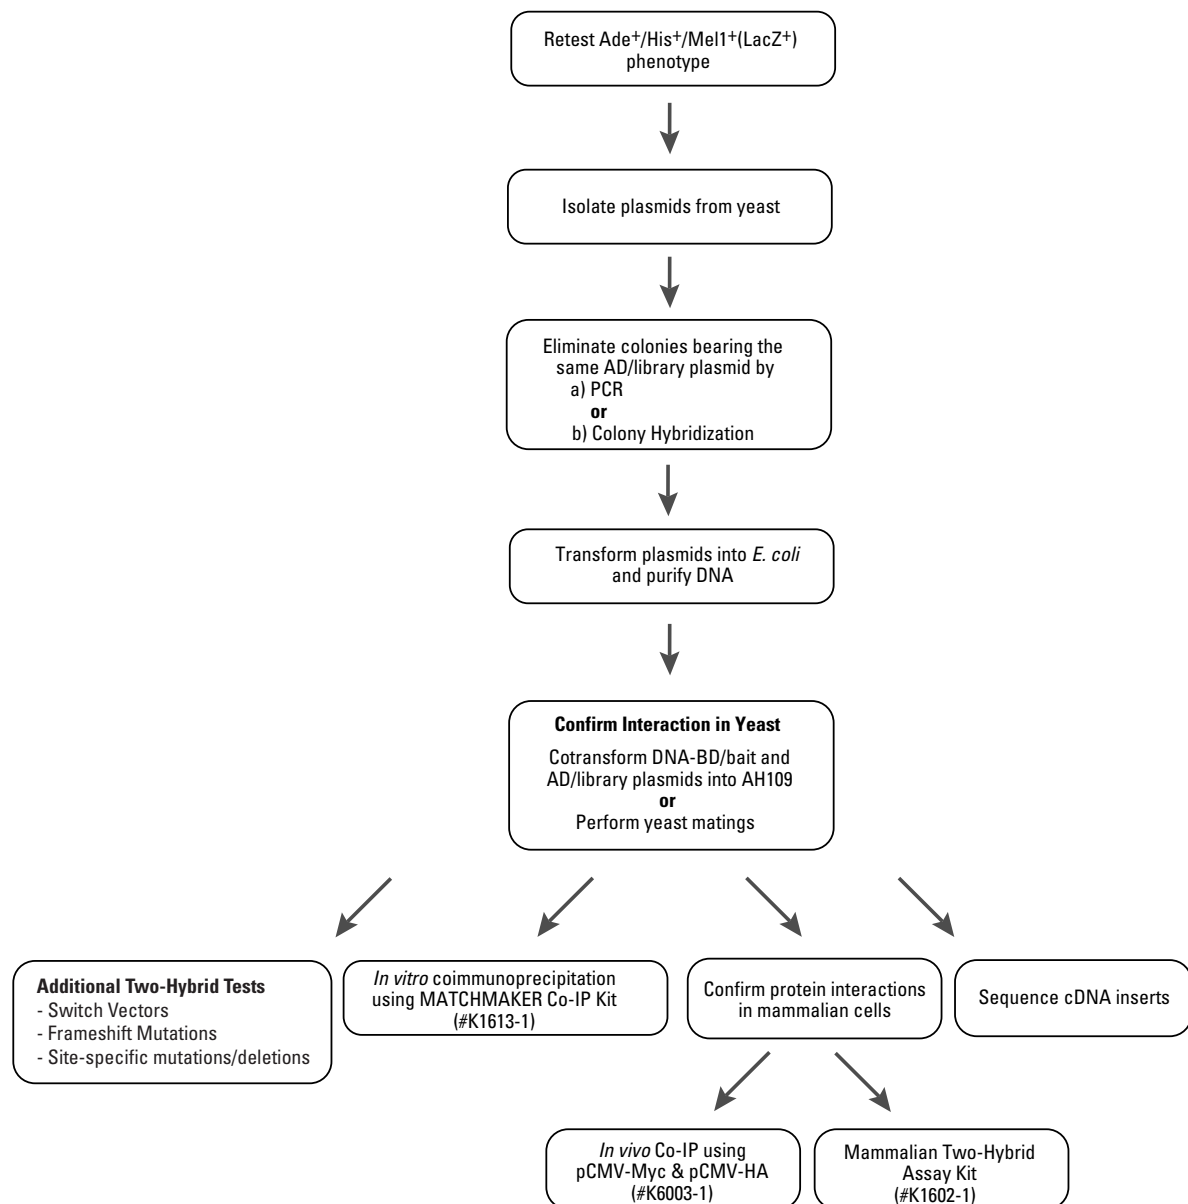 Retest Ade+/His+/Mel1+(LacZ+)
phenotype
Isolate plasmids from yeast
Eliminate colonies bearing the
same AD/library plasmid by
a) PCR
or
b) Colony Hybridization
Transform plasmids into E. coli
and purify DNA
Confirm Interaction in Yeast
Cotransform DNA-BD/bait and
AD/library plasmids into AH109
or
Perform yeast matings
Additional Two-Hybrid Tests
- Switch Vectors
- Frameshift Mutations
- Site-specific mutations/deletions
In vitro coimmunoprecipitation
using MATCHMAKER Co-IP Kit
(#K1613-1)
Confirm protein interactions
in mammalian cells
Sequence cDNA inserts
In vivo Co-IP using
pCMV-Myc & pCMV-HA
(#K6003-1)
Mammalian Two-Hybrid
Assay Kit
(#K1602-1)